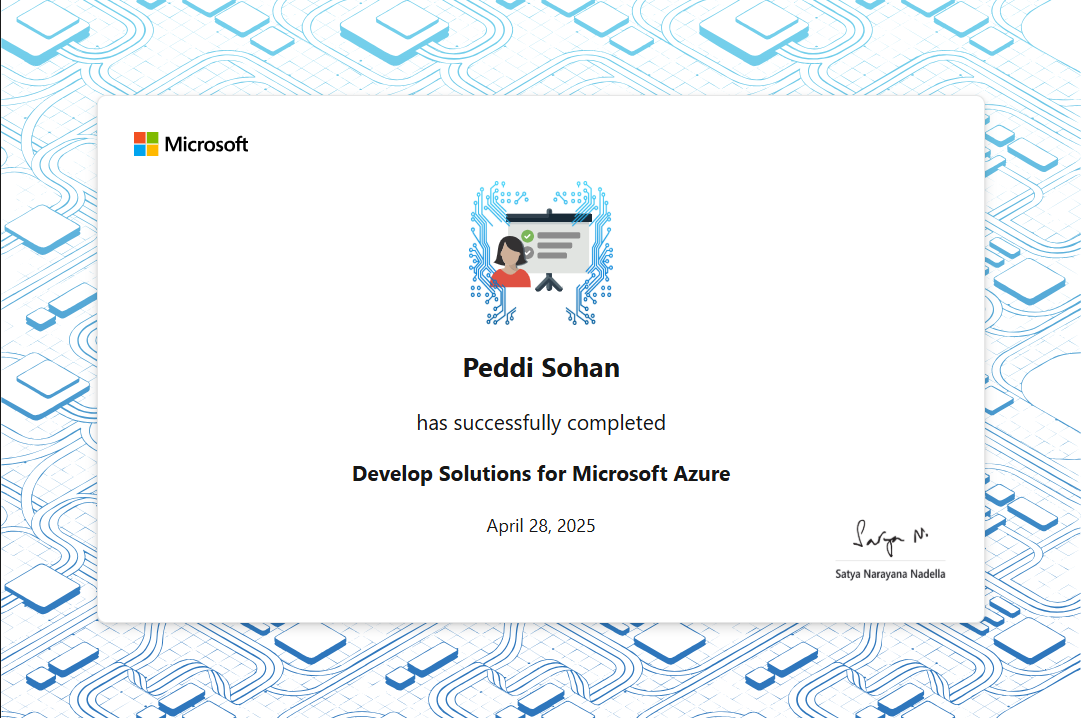 Microsoft
Peddi Sohan
has successfully completed
Develop Solutions for Microsoft Azure
April 28, 2025
Satya N.
Satya Narayana Nadella